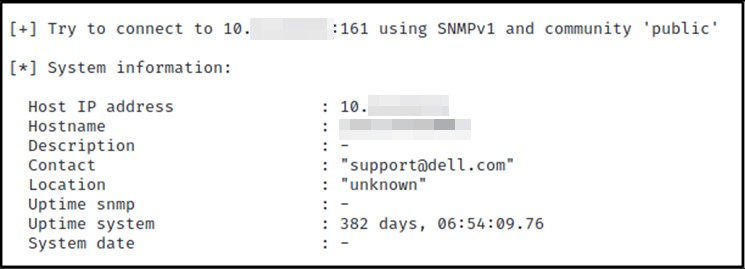 [+] Try to connect to 10. :161 using SNMPv1 and community 'public'
[*] System information:
Host IP address : 10.
Hostname :
Description : -
Contact : "support@dell.com"
Location : "unknown"
Uptime snmp : -
Uptime system : 382 days, 06:54:09.76
System date : -